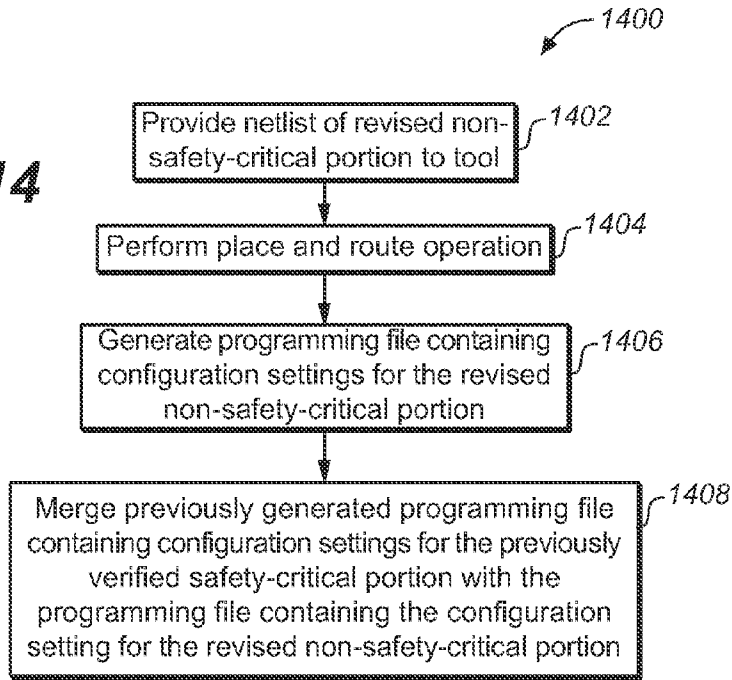 1400
Provide netlist of revised non-
safety-critical portion to tool
1402
14
Perform place and route operation
1404
Generate programming file containing
configuration settings for the revised
non-safety-critical portion
1406
Merge previously generated programming file
containing configuration settings for the previously
verified safety-critical portion with the
programming file containing the configuration
setting for the revised non-safety-critical portion
1408